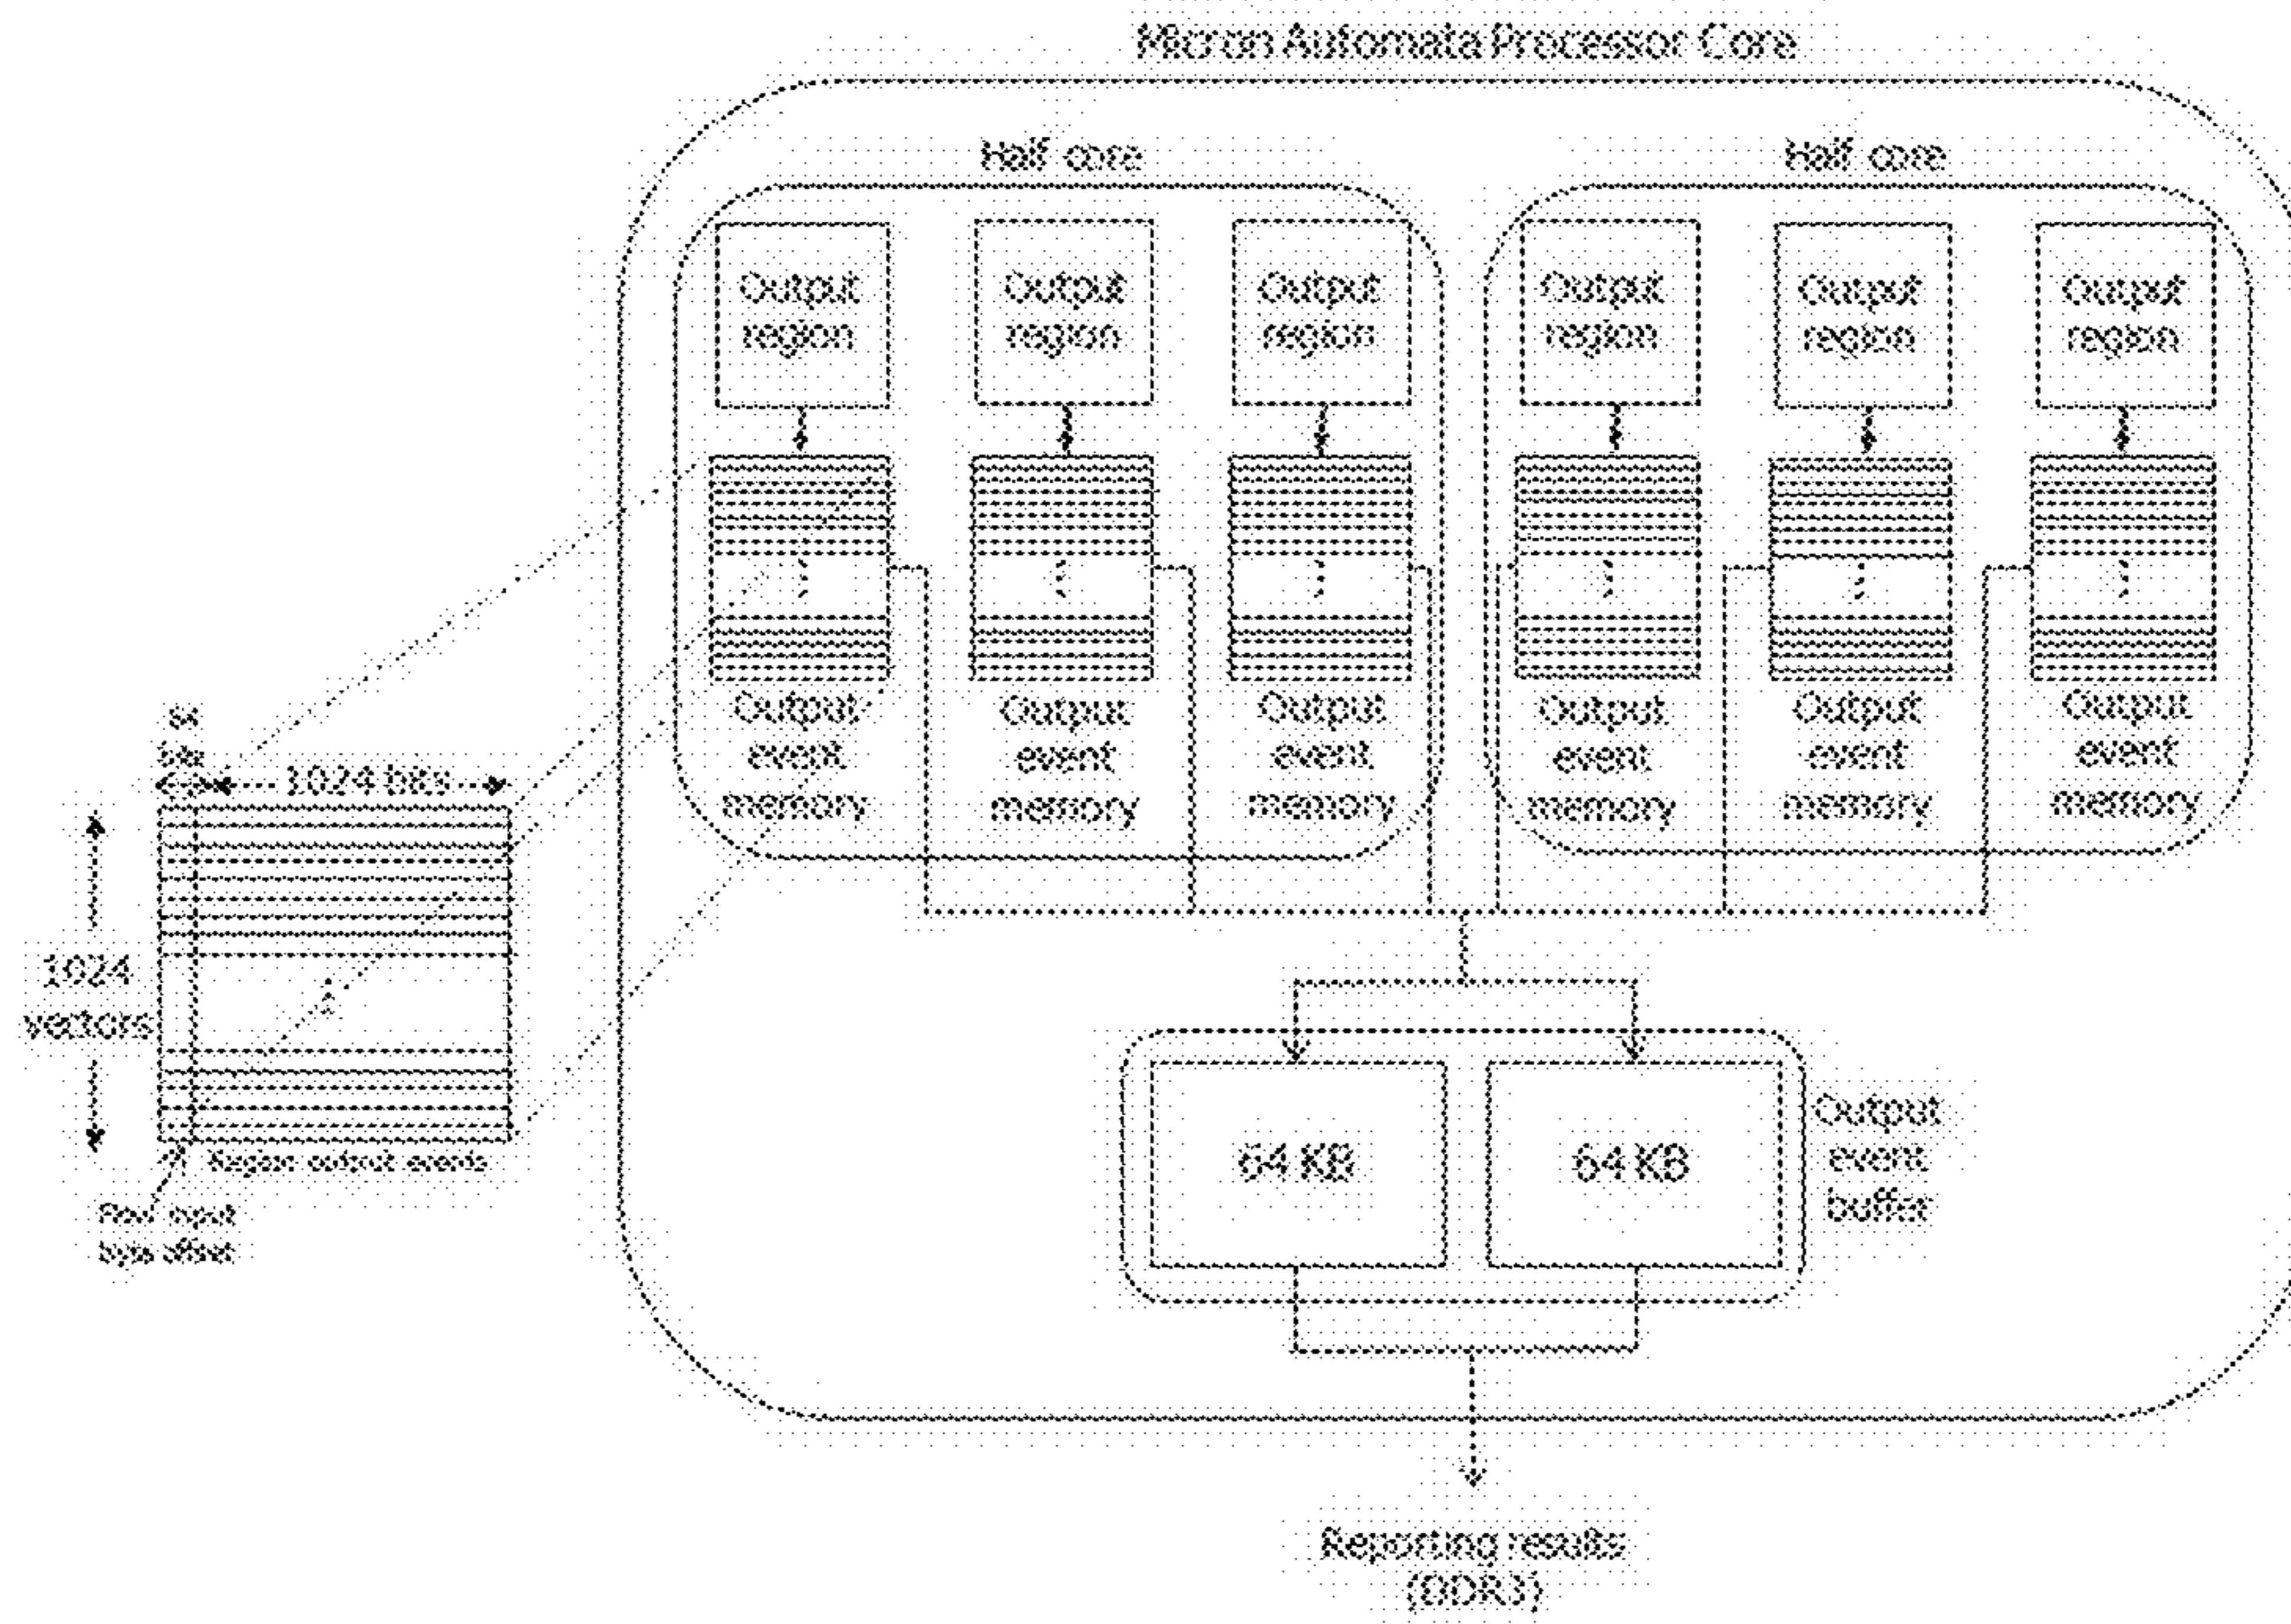 Micron Automata Processor Core
Half core
Half core
Output
region
Output
region
Output
region
Output
region
Output
region
Output
region
Output
event
memory
Output
event
memory
Output
event
memory
Output
event
memory
Output
event
memory
Output
event
memory
64
bits
1024 bits
1024
vectors
Region output events
input
byte offset
64 KB
64 KB
Output
event
buffer
Reporting results
(DDR3)